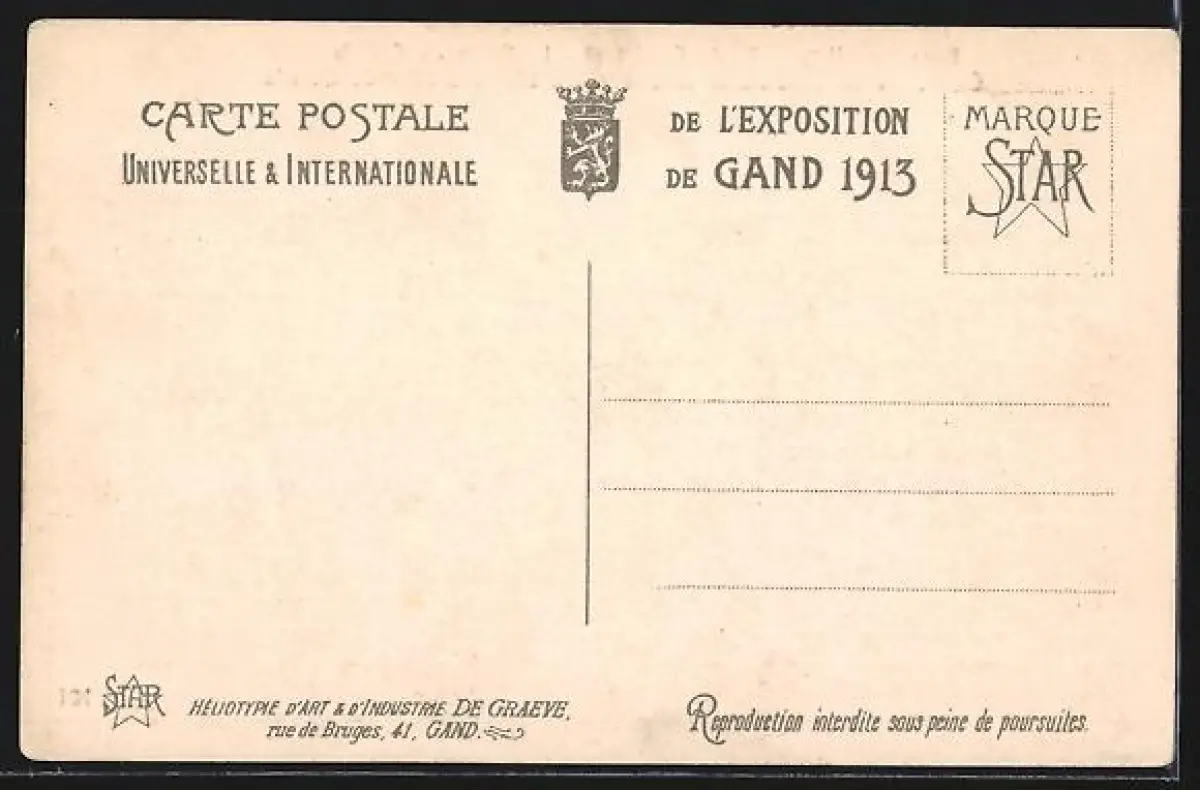 CARTE POSTALE
UNIVERSELLE & INTERNATIONALE
DE L'EXPOSITION
DE GAND 1913
MARQUE
STAR
STAR
HÉLIOTYPIE D'ART & D'INDUSTRIE DE GRAEVE,
rue de Bruges, 41, GAND.
Reproduction interdite sous peine de poursuites.